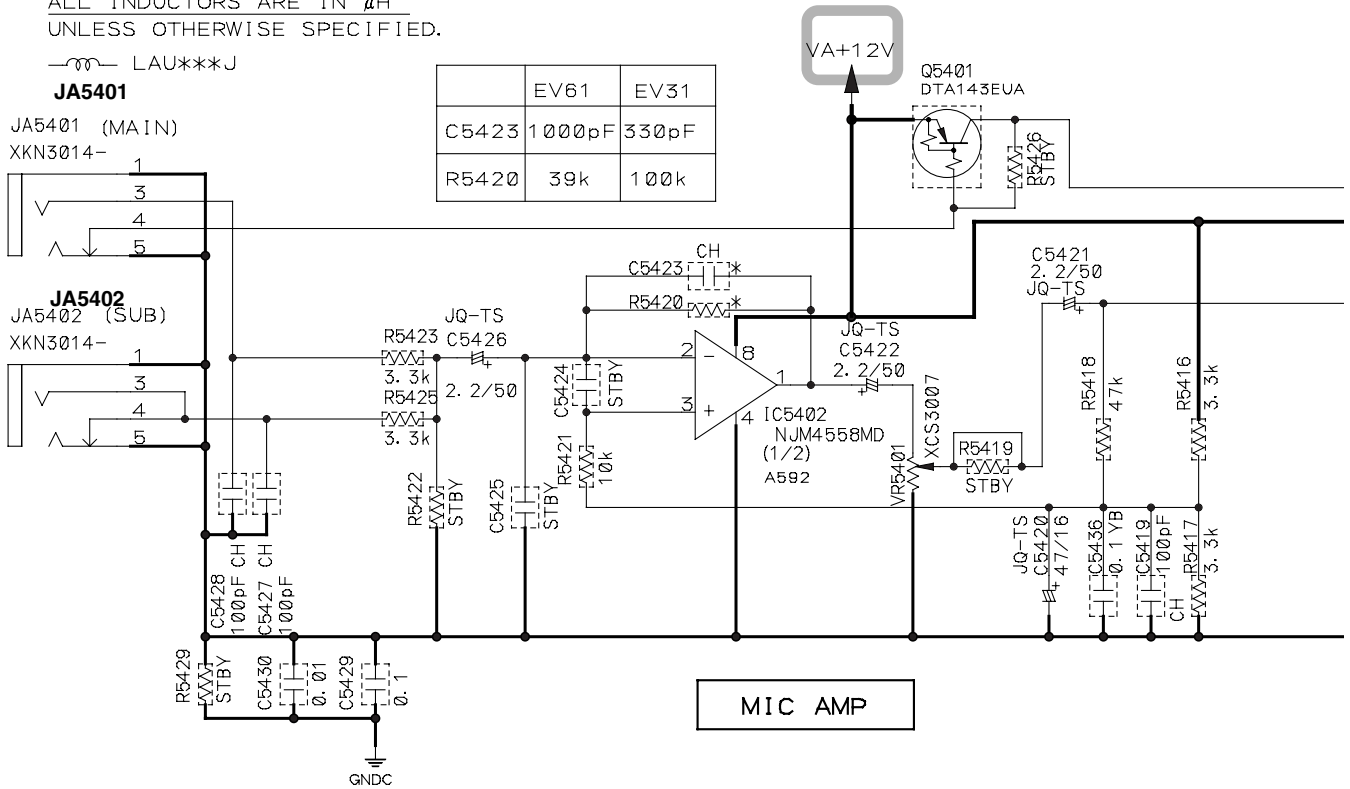 ALL INDUCTORS ARE IN µH
UNLESS OTHERWISE SPECIFIED.
LAU***J
JA5401
JA5401 (MAIN)
XKN3014-
1
3
4
5
JA5402
JA5402 (SUB)
XKN3014-
1
3
4
5
EV61 EV31
C5423 1000pF 330pF
R5420 39k 100k
VA+12V
Q5401
DTA143EUA
R5426
STBY
CH
C5423 *
R5420 *
JQ-TS
C5426
2.2/50
R5423
3.3k
R5425
3.3k
C5424
STBY
2 −
3 +
8
1
4
IC5402
NJM4558MD
(1/2)
A592
JQ-TS
C5422
2.2/50
+
XCS3007
VR5401
R5419
STBY
C5421
2.2/50
JQ-TS
+
R5418
47k
R5416
3.3k
R5421
10k
R5422
STBY
C5425
STBY
JQ-TS
C5420
47/16
+
C5436
0.1 YB
C5419
100pF
CH
R5417
3.3k
C5428
100pF
CH
C5427
100pF
CH
R5429
STBY
C5430
0.01
C5429
0.1
GNDC
MIC AMP